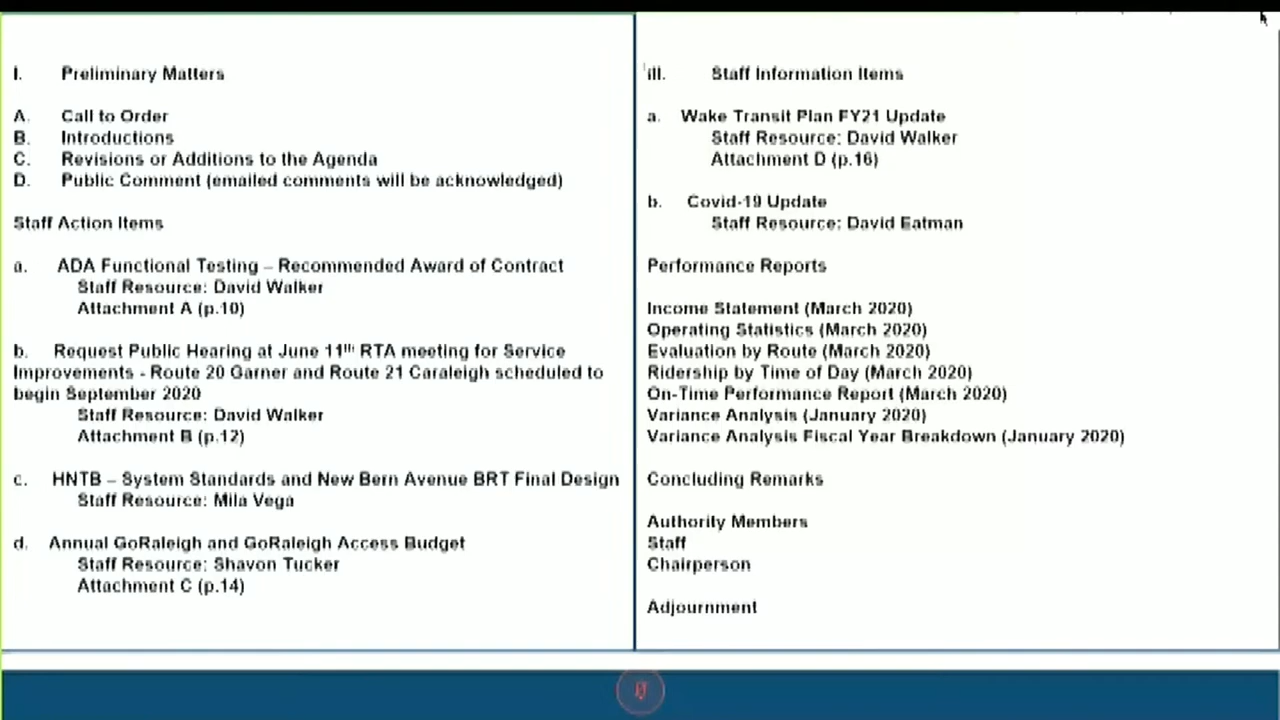 I. Preliminary Matters
A. Call to Order
B. Introductions
C. Revisions or Additions to the Agenda
D. Public Comment (emailed comments will be acknowledged)
Staff Action Items
a. ADA Functional Testing – Recommended Award of Contract
Staff Resource: David Walker
Attachment A (p.10)
b. Request Public Hearing at June 11th RTA meeting for Service
Improvements - Route 20 Garner and Route 21 Caraleigh scheduled to
begin September 2020
Staff Resource: David Walker
Attachment B (p.12)
c. HNTB – System Standards and New Bern Avenue BRT Final Design
Staff Resource: Mila Vega
d. Annual GoRaleigh and GoRaleigh Access Budget
Staff Resource: Shavon Tucker
Attachment C (p.14)
iii. Staff Information Items
a. Wake Transit Plan FY21 Update
Staff Resource: David Walker
Attachment D (p.16)
b. Covid-19 Update
Staff Resource: David Eatman
Performance Reports
Income Statement (March 2020)
Operating Statistics (March 2020)
Evaluation by Route (March 2020)
Ridership by Time of Day (March 2020)
On-Time Performance Report (March 2020)
Variance Analysis (January 2020)
Variance Analysis Fiscal Year Breakdown (January 2020)
Concluding Remarks
Authority Members
Staff
Chairperson
Adjournment